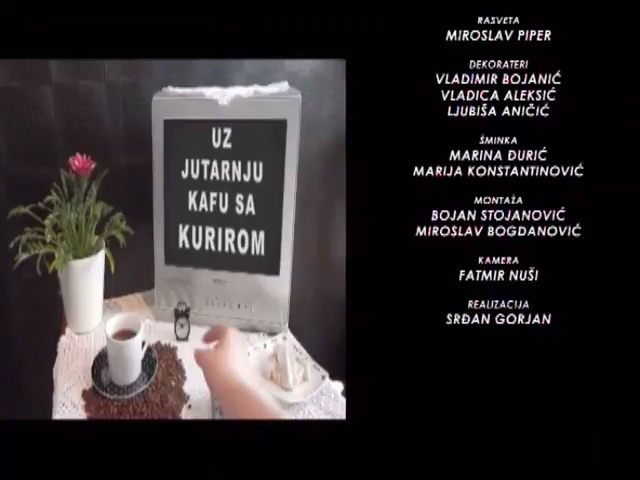 UZ
JUTARNJU
KAFU SA
KURIROM
RASVETA
MIROSLAV PIPER
DEKORATERI
VLADIMIR BOJANIĆ
VLADICA ALEKSIĆ
LJUBIŠA ANIČIĆ
ŠMINKA
MARINA ĐURIĆ
MARIJA KONSTANTINOVIĆ
MONTAŽA
BOJAN STOJANOVIĆ
MIROSLAV BOGDANOVIĆ
KAMERA
FATMIR NUŠI
REALIZACIJA
SRĐAN GORJAN